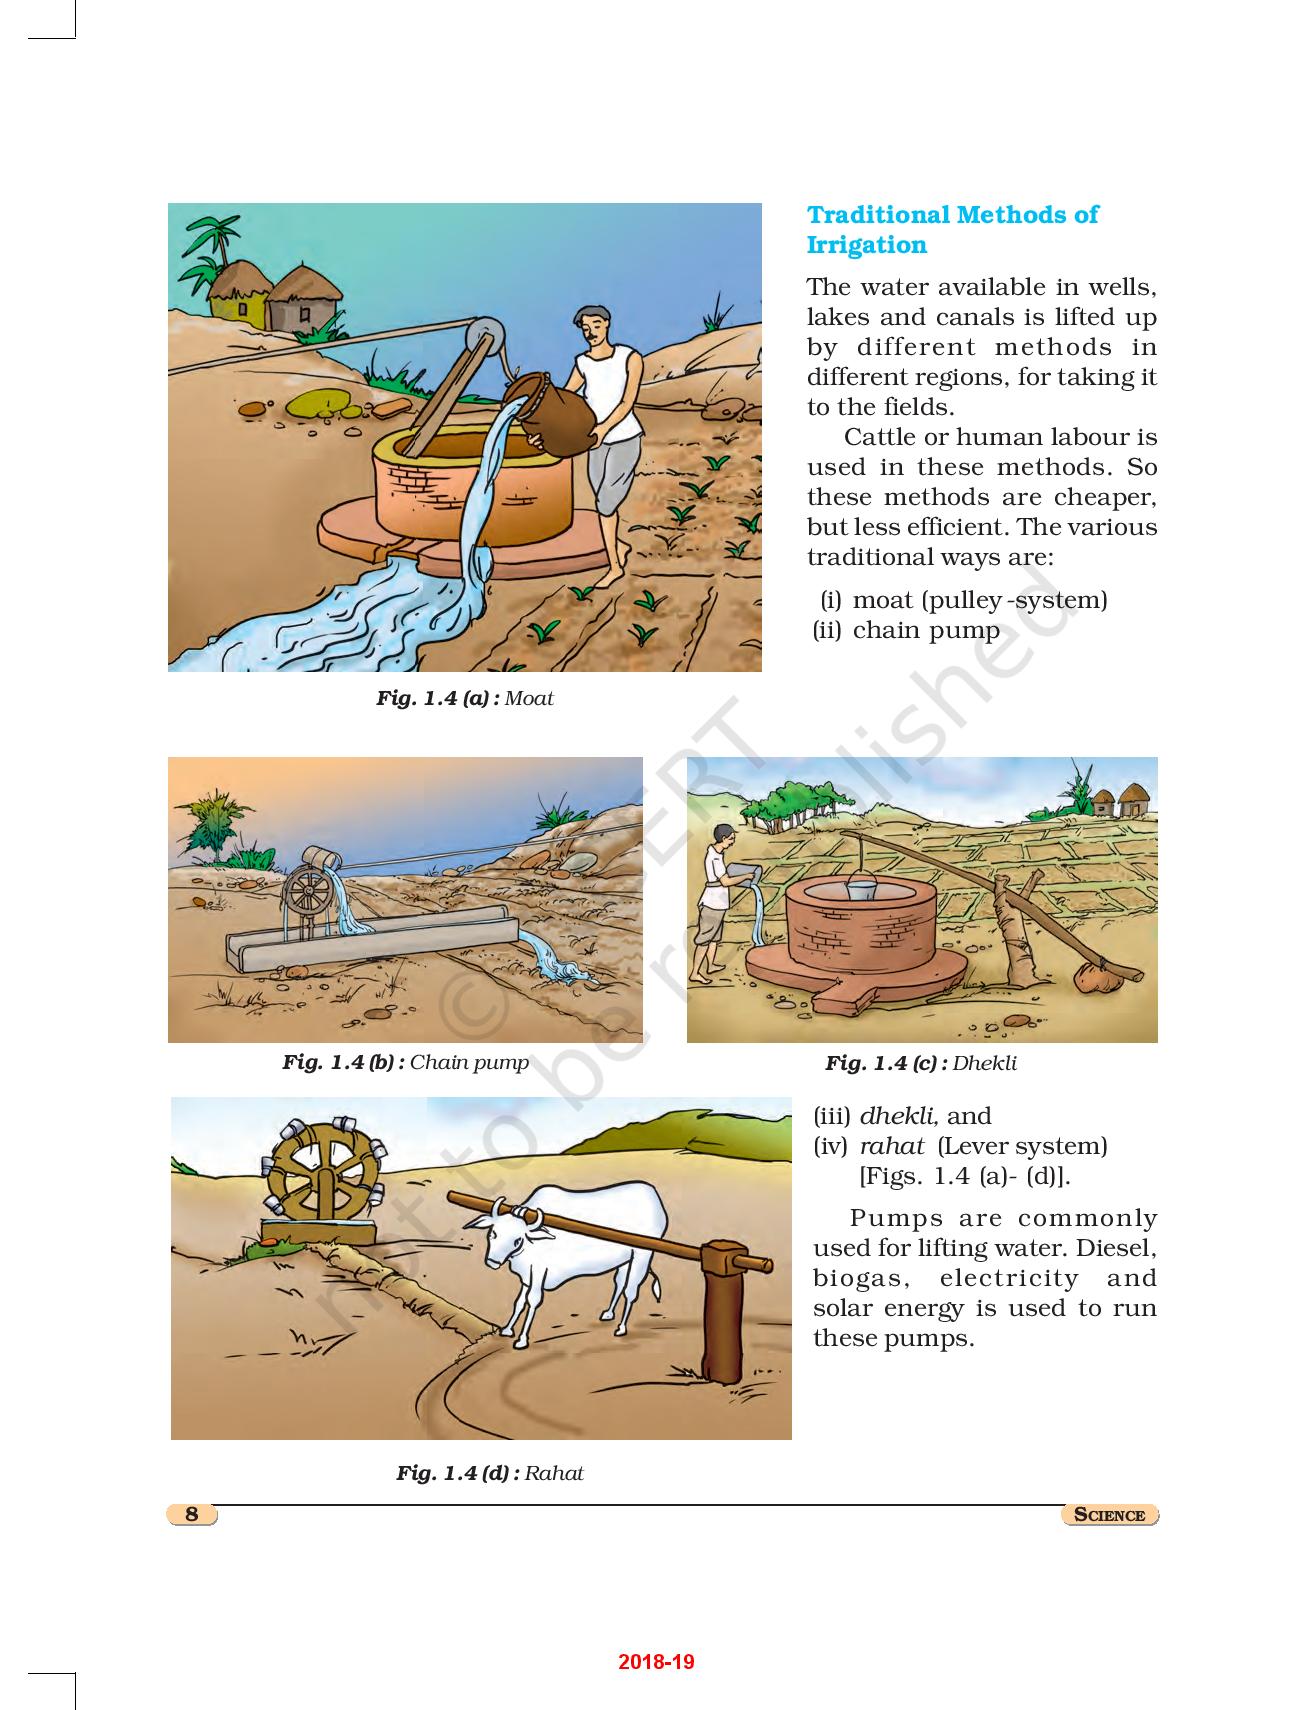 Traditional Methods of
Irrigation
The water available in wells,
lakes and canals is lifted up
by different methods in
different regions, for taking it
to the fields.
Cattle or human labour is
used in these methods. So
these methods are cheaper,
but less efficient. The various
traditional ways are:
(i) moat (pulley -system)
(ii) chain pump
Fig. 1.4 (a) : Moat
Fig. 1.4 (b) : Chain pump
Fig. 1.4 (c) : Dhekli
(iii) dhekli, and
(iv) rahat (Lever system)
[Figs. 1.4 (a)- (d)].
Pumps are commonly
used for lifting water. Diesel,
biogas, electricity and
solar energy is used to run
these pumps.
Fig. 1.4 (d) : Rahat
8
SCIENCE
2018-19
© NCERT
not to be republished